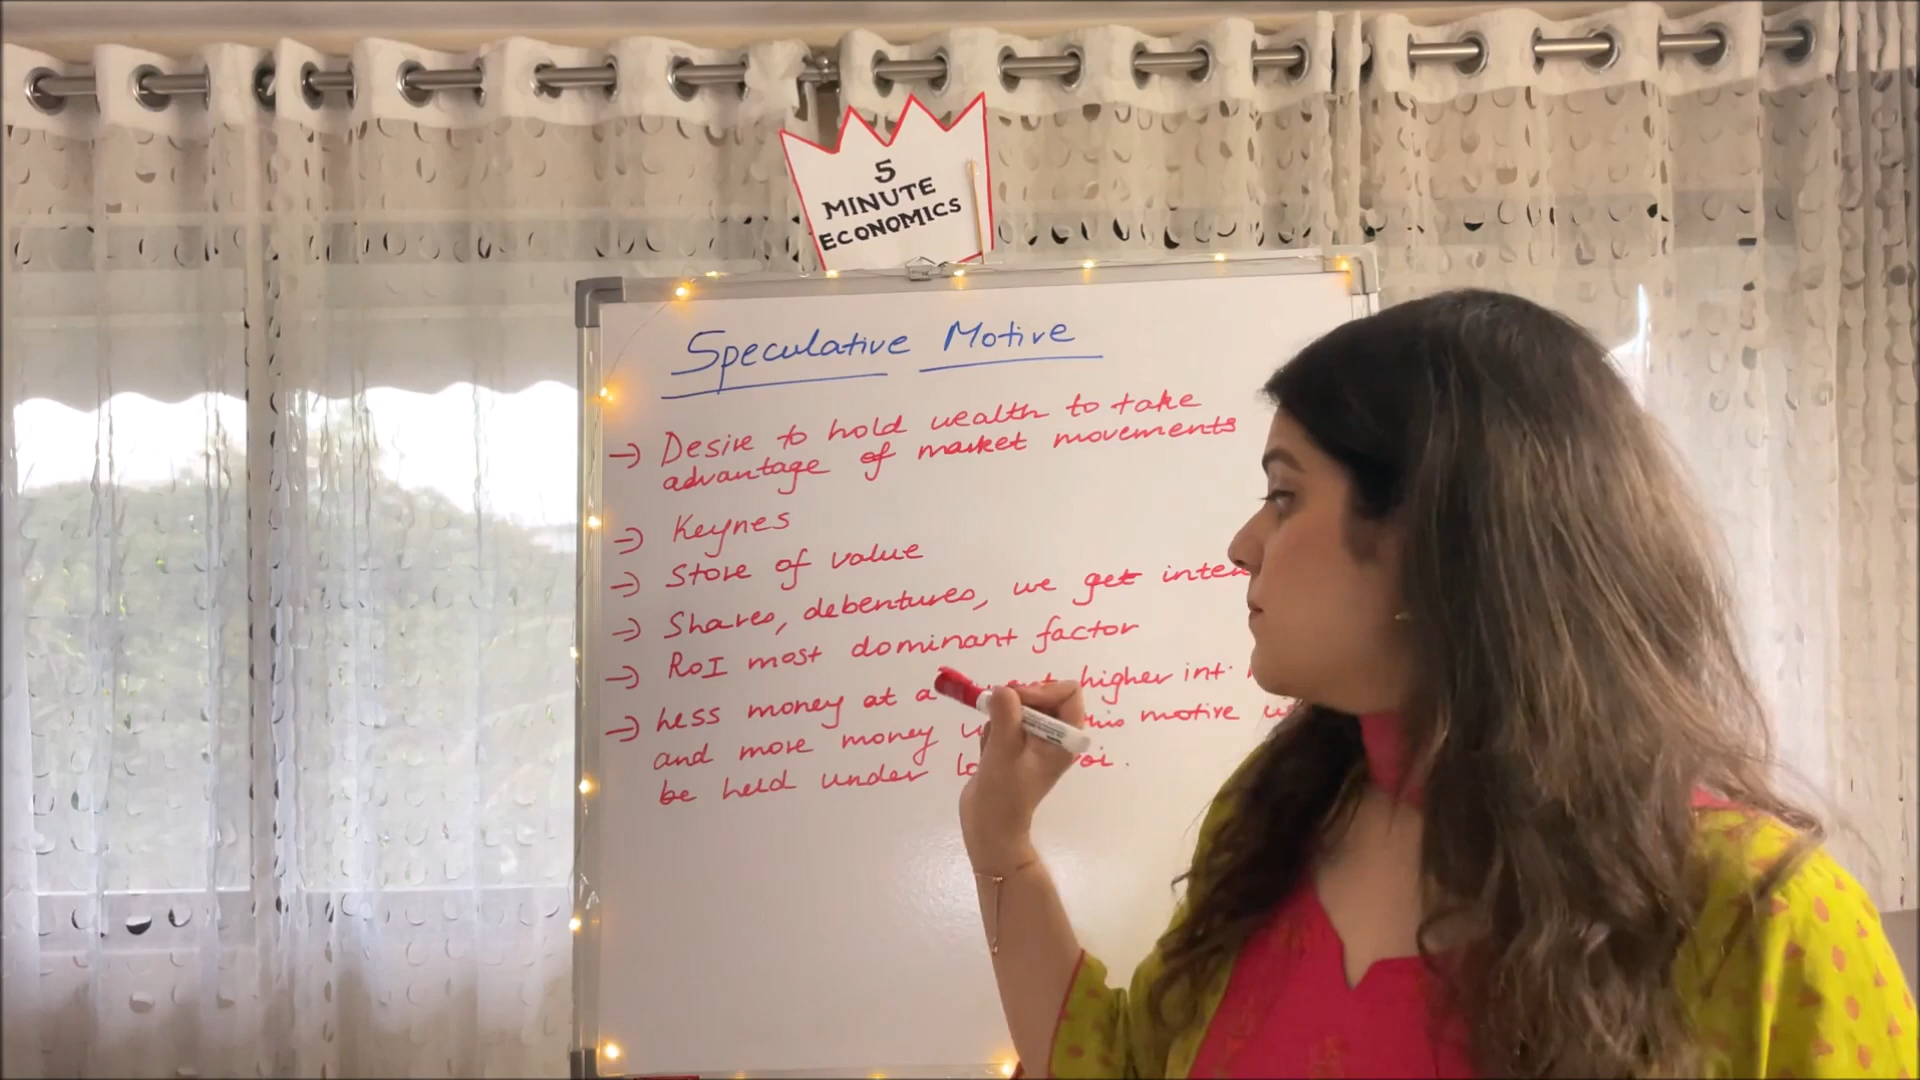 5
MINUTE
ECONOMICS
Speculative Motive
→ Desire to hold wealth to take
advantage of market movements
→ Keynes
→ Store of value
→ Shares, debentures, we get
→ RoI most dominant factor
→ Less money at a higher int.
and more money this motive
be held under roi.